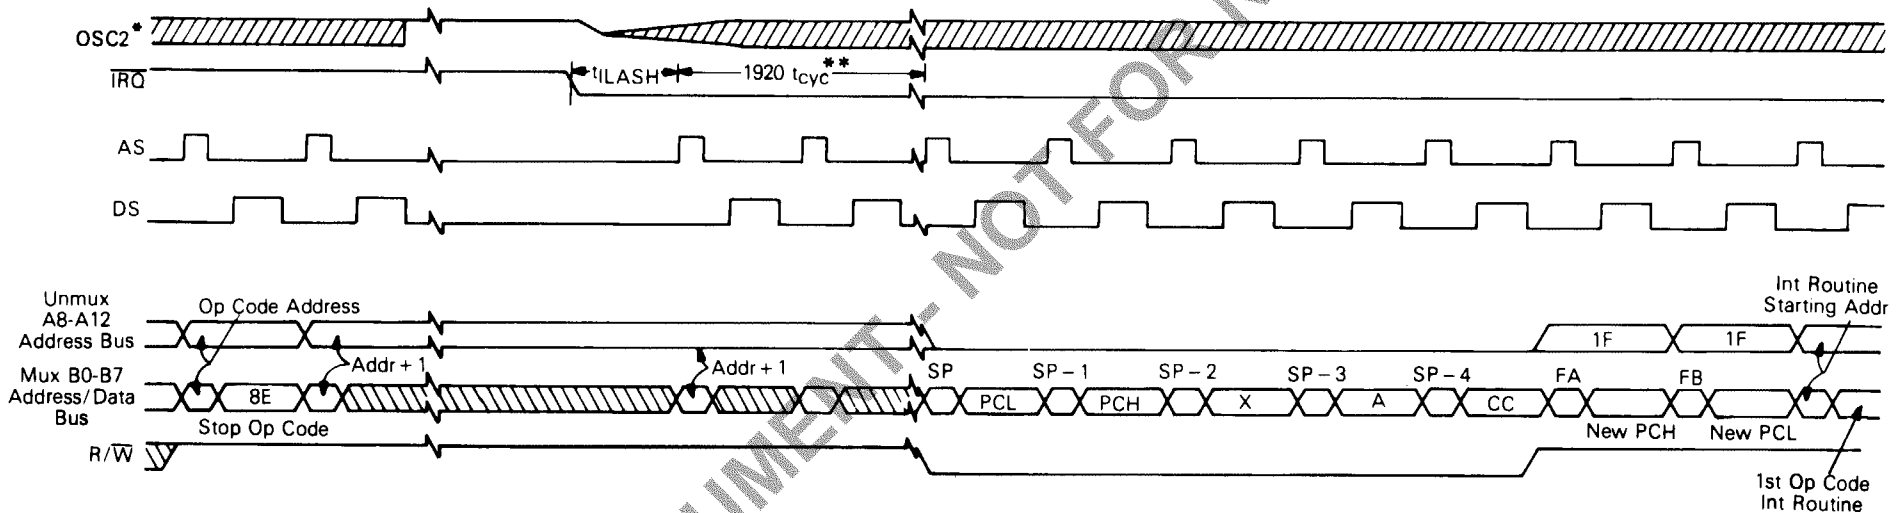 OSC2*
IRQ
tILASH
1920 tcyc**
AS
DS
Unmux
A8-A12
Address Bus
Op Code Address
Addr + 1
Addr + 1
Int Routine
Starting Addr
1F
1F
Mux B0-B7
Address/Data
Bus
8E
Stop Op Code
SP
PCL
SP-1
PCH
SP-2
X
SP-3
A
SP-4
CC
FA
New PCH
FB
New PCL
1st Op Code
Int Routine
R/W
UMENT - NOT FOR N